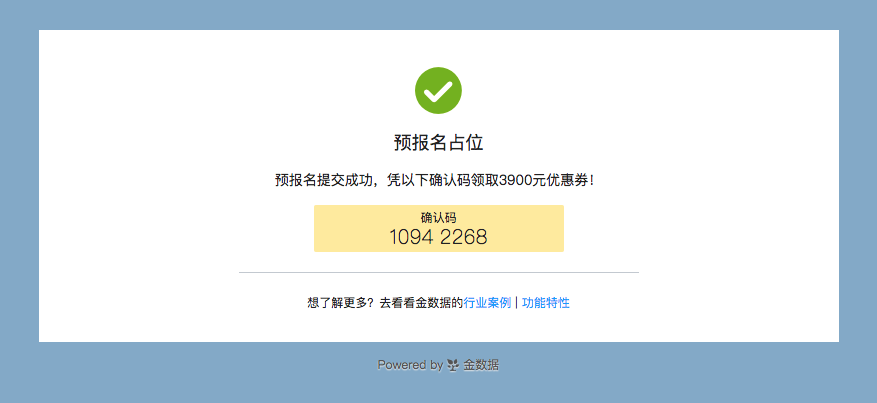 预报名占位
预报名提交成功，凭以下确认码领取3900元优惠券！
确认码
1094 2268
想了解更多？去看看金数据的行业案例 | 功能特性
Powered by 金数据